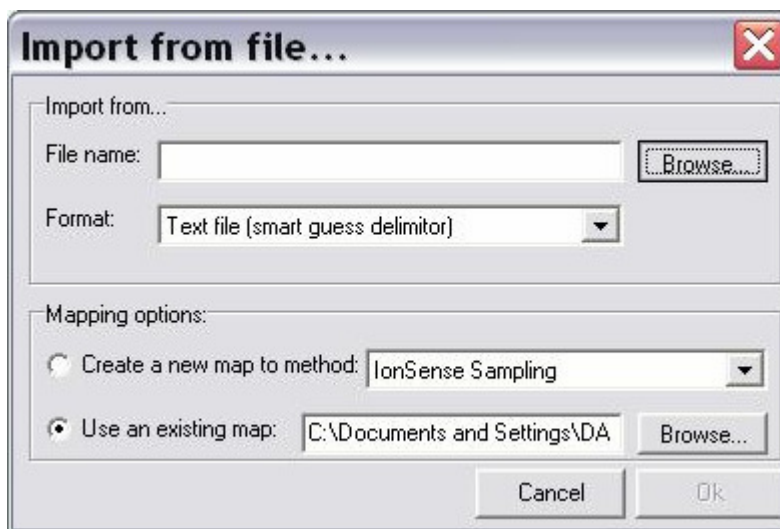 Import from file...
Import from...
File name:
Browse...
Format:
Text file (smart guess delimitor)
Mapping options:
Create a new map to method:
IonSense Sampling
Use an existing map:
C:\Documents and Settings\DA
Browse...
Cancel
Ok